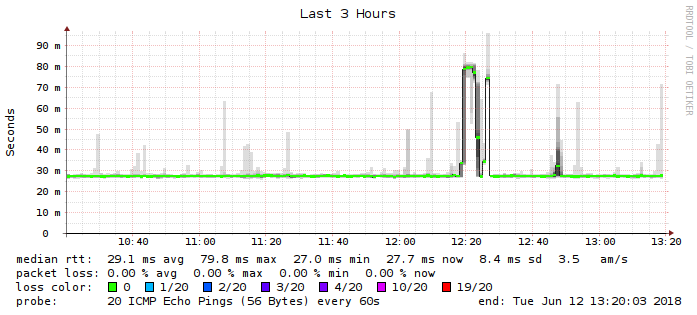 Last 3 Hours
RRDTOOL / TOBI OETIKER
Seconds
90 m
80 m
70 m
60 m
50 m
40 m
30 m
20 m
10 m
0
10:40 11:00 11:20 11:40 12:00 12:20 12:40 13:00 13:20
median rtt: 29.1 ms avg 79.8 ms max 27.0 ms min 27.7 ms now 8.4 ms sd 3.5 am/s
packet loss: 0.00 % avg 0.00 % max 0.00 % min 0.00 % now
loss color: 0 1/20 2/20 3/20 4/20 10/20 19/20
probe: 20 ICMP Echo Pings (56 Bytes) every 60s end: Tue Jun 12 13:20:03 2018